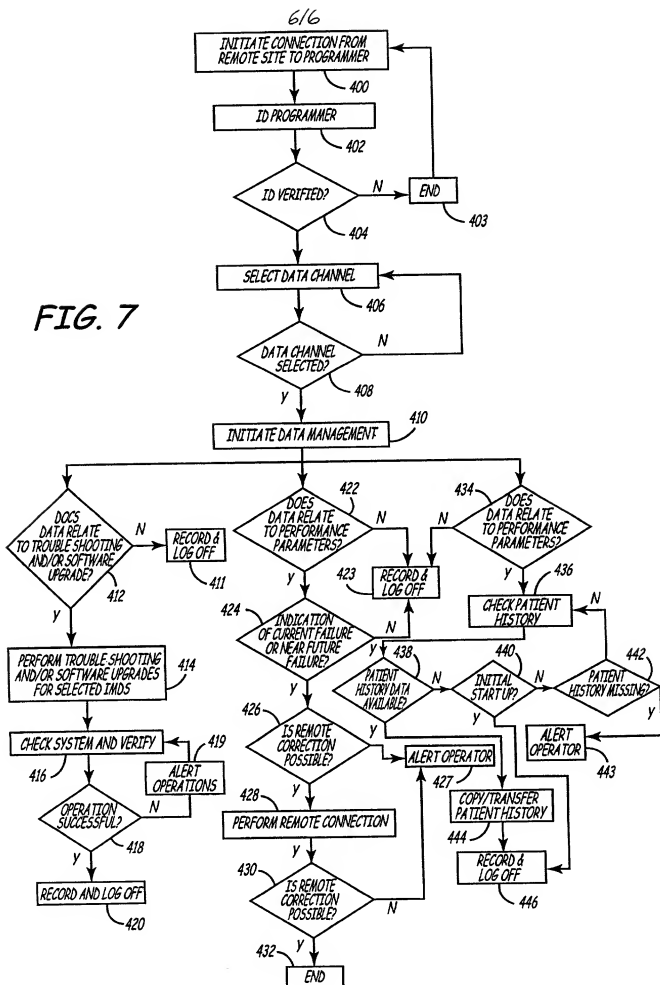 6/6
INITIATE CONNECTION FROM
REMOTE SITE TO PROGRAMMER
400
ID PROGRAMMER
402
ID VERIFIED?
N
END
404
403
SELECT DATA CHANNEL
406
FIG. 7
DATA CHANNEL
SELECTED?
N
408
Y
410
INITIATE DATA MANAGEMENT
DOCS
DATA RELATE
TO TROUBLE SHOOTING
AND/OR SOFTWARE
UPGRADE?
412
N
RECORD &
LOG OFF
411
Y
PERFORM TROUBLE SHOOTING
AND/OR SOFTWARE UPGRADES
FOR SELECTED IMDS
414
CHECK SYSTEM AND VERIFY
416
419
ALERT
OPERATIONS
OPERATION
SUCCESSFUL?
N
418
Y
RECORD AND LOG OFF
420
422
DOES
DATA RELATE
TO PERFORMANCE
PARAMETERS?
N
423
RECORD &
LOG OFF
Y
424
INDICATION
OF CURRENT FAILURE
OR NEAR FUTURE
FAILURE?
N
Y
426
IS REMOTE
CORRECTION
POSSIBLE?
ALERT OPERATOR
427
Y
428
PERFORM REMOTE CONNECTION
Y
430
IS REMOTE
CORRECTION
POSSIBLE?
N
Y
432
END
434
DOES
DATA RELATE
TO PERFORMANCE
PARAMETERS?
N
Y
436
CHECK PATIENT
HISTORY
N
Y
438
PATIENT
HISTORY DATA
AVAILABLE?
N
440
INITIAL
START UP?
N
442
PATIENT
HISTORY MISSING?
Y
Y
Y
ALERT
OPERATOR
443
COPY/TRANSFER
PATIENT HISTORY
444
RECORD &
LOG OFF
446